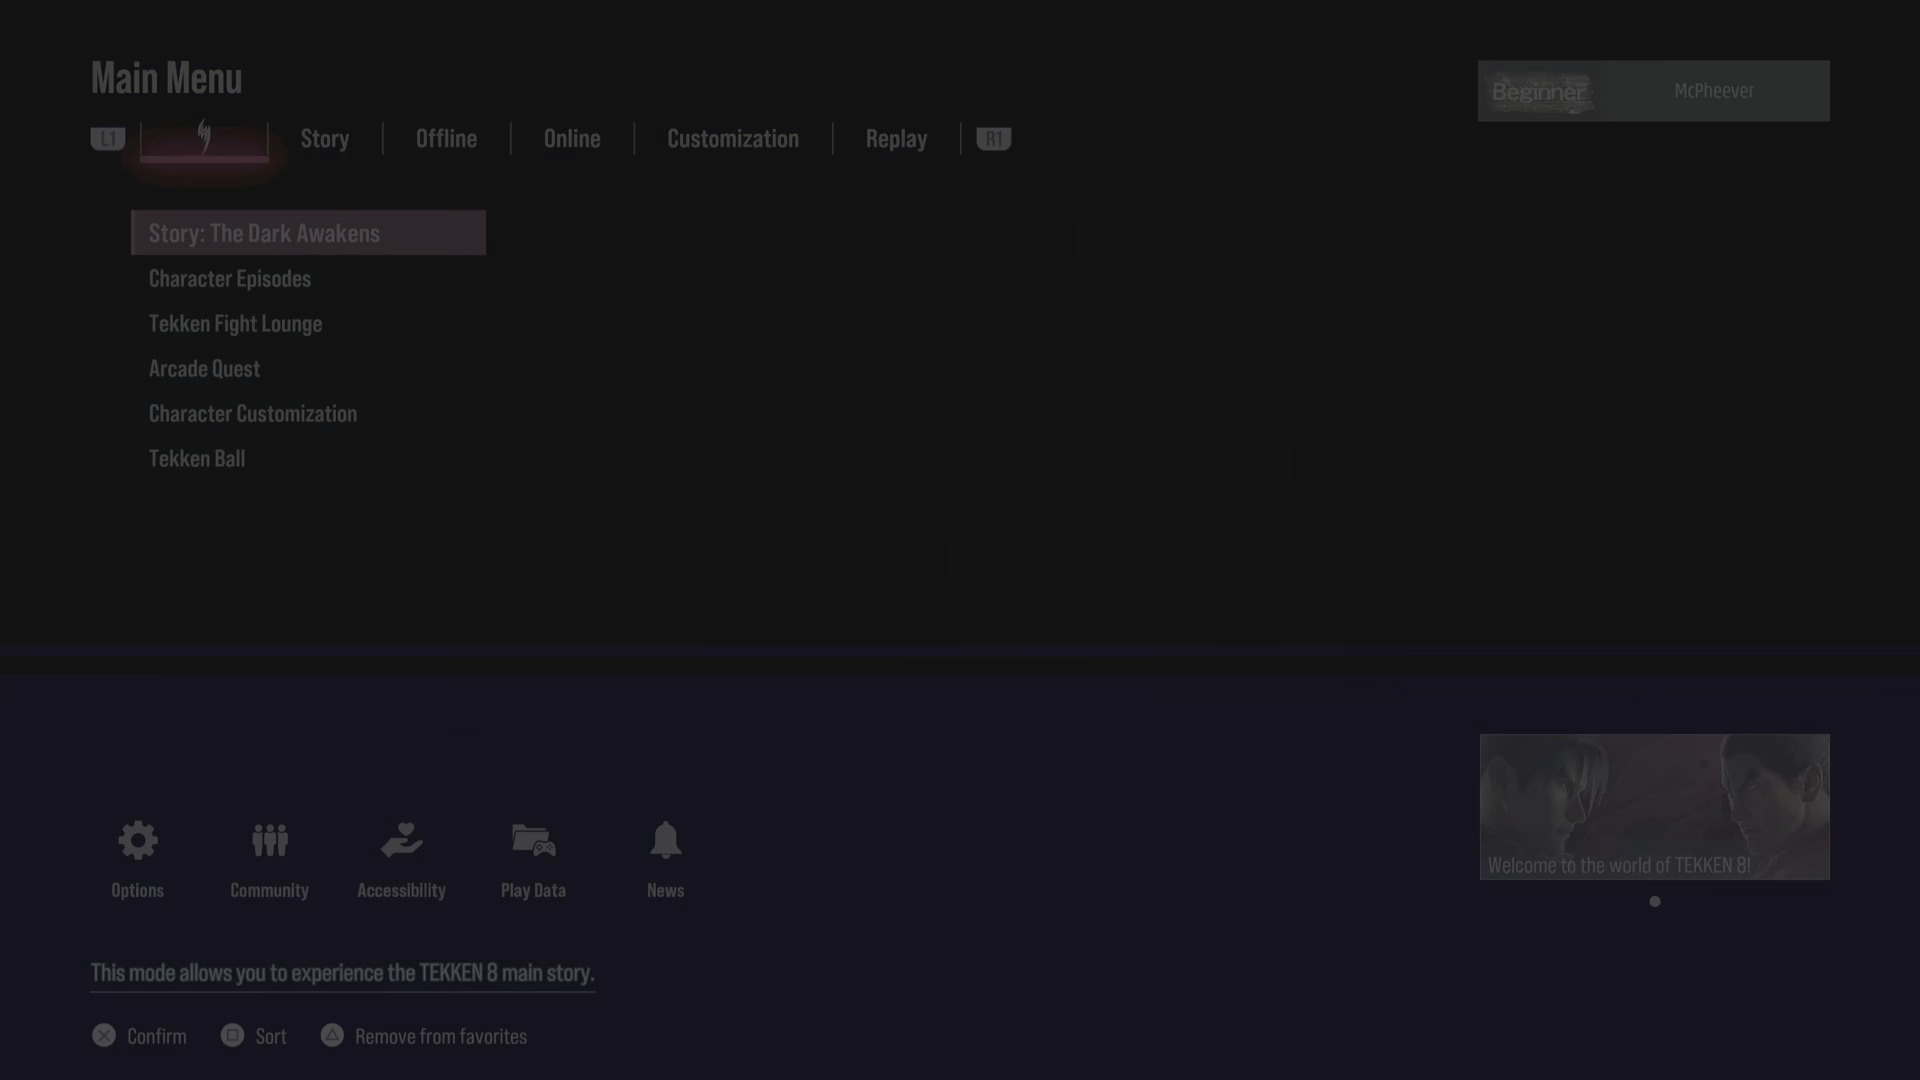 Main Menu
Beginner McPheever
L1 Story Offline Online Customization Replay R1
Story: The Dark Awakens
Character Episodes
Tekken Fight Lounge
Arcade Quest
Character Customization
Tekken Ball
Welcome to the world of TEKKEN 8!
Options Community Accessibility Play Data News
This mode allows you to experience the TEKKEN 8 main story.
Confirm Sort Remove from favorites